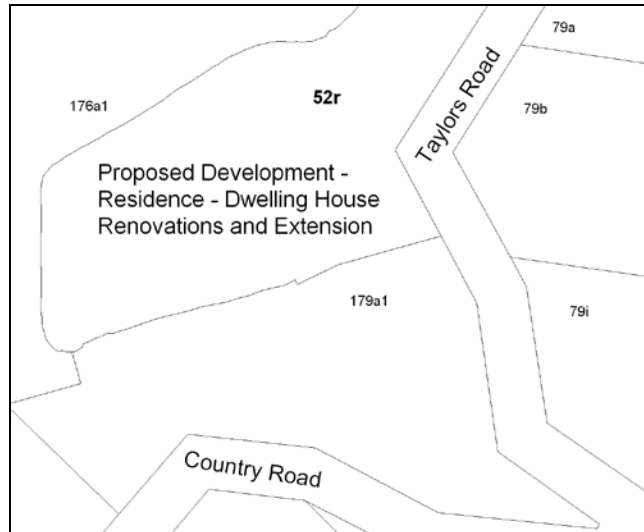 79a
176a1
52r
79b
Taylors Road
Proposed Development -
Residence - Dwelling House
Renovations and Extension
179a1
79i
Country Road